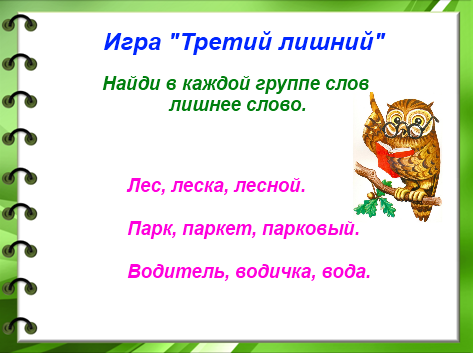 Игра "Третий лишний"
Найди в каждой группе слов
лишнее слово.
Лес, леска, лесной.
Парк, паркет, парковый.
Водитель, водичка, вода.